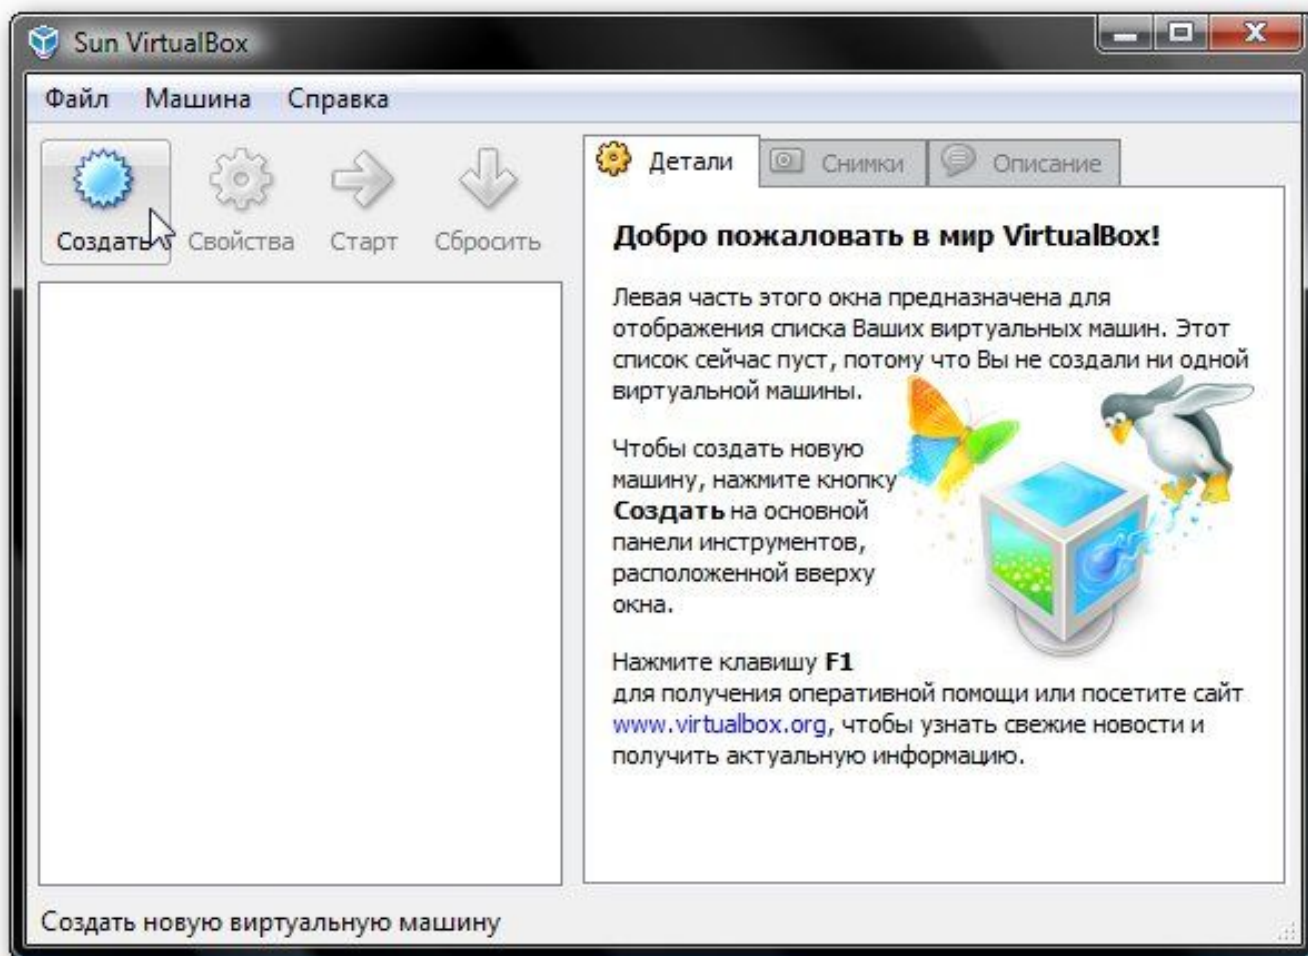 Sun VirtualBox
Файл Машина Справка
Создать Свойства Старт Сбросить
Детали Снимки Описание
Добро пожаловать в мир VirtualBox!
Левая часть этого окна предназначена для
отображения списка Ваших виртуальных машин. Этот
список сейчас пуст, потому что Вы не создали ни одной
виртуальной машины.
Чтобы создать новую
машину, нажмите кнопку
Создать на основной
панели инструментов,
расположенной вверху
окна.
Нажмите клавишу F1
для получения оперативной помощи или посетите сайт
www.virtualbox.org, чтобы узнать свежие новости и
получить актуальную информацию.
Создать новую виртуальную машину